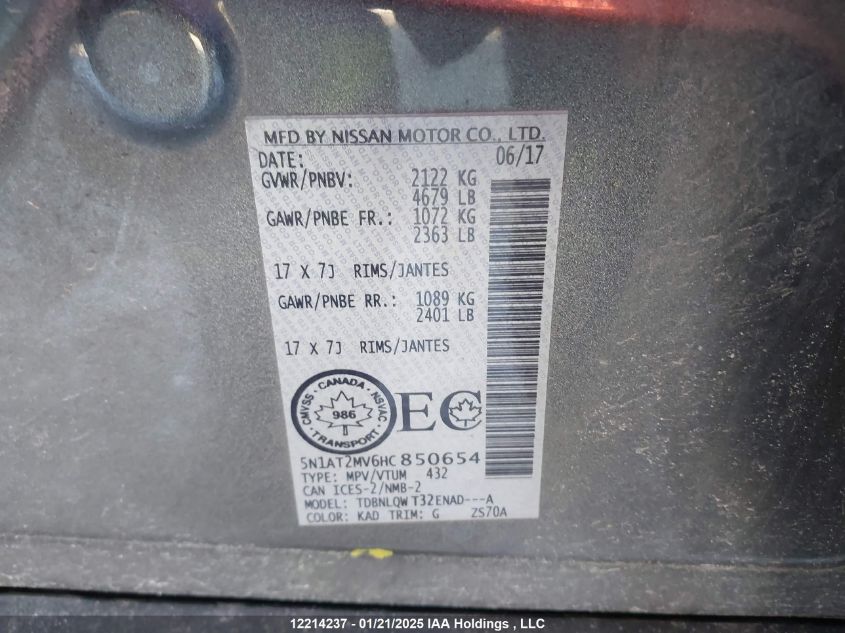 MFD BY NISSAN MOTOR CO., LTD.
DATE: 06/17
GVWR/PNBV: 2122 KG
4679 LB
GAWR/PNBE FR.: 1072 KG
2363 LB
17 X 7J RIMS/JANTES
GAWR/PNBE RR.: 1089 KG
2401 LB
17 X 7J RIMS/JANTES
CANADA
CMVSS 986 NSVAC
TRANSPORT
EC
5N1AT2MV6HC850654
TYPE: MPV/VTUM 432
CAN ICES-2/NMB-2
MODEL: TDBNLQW T32ENAD---A
COLOR: KAD TRIM: G ZS70A
12214237 - 01/21/2025 IAA Holdings , LLC